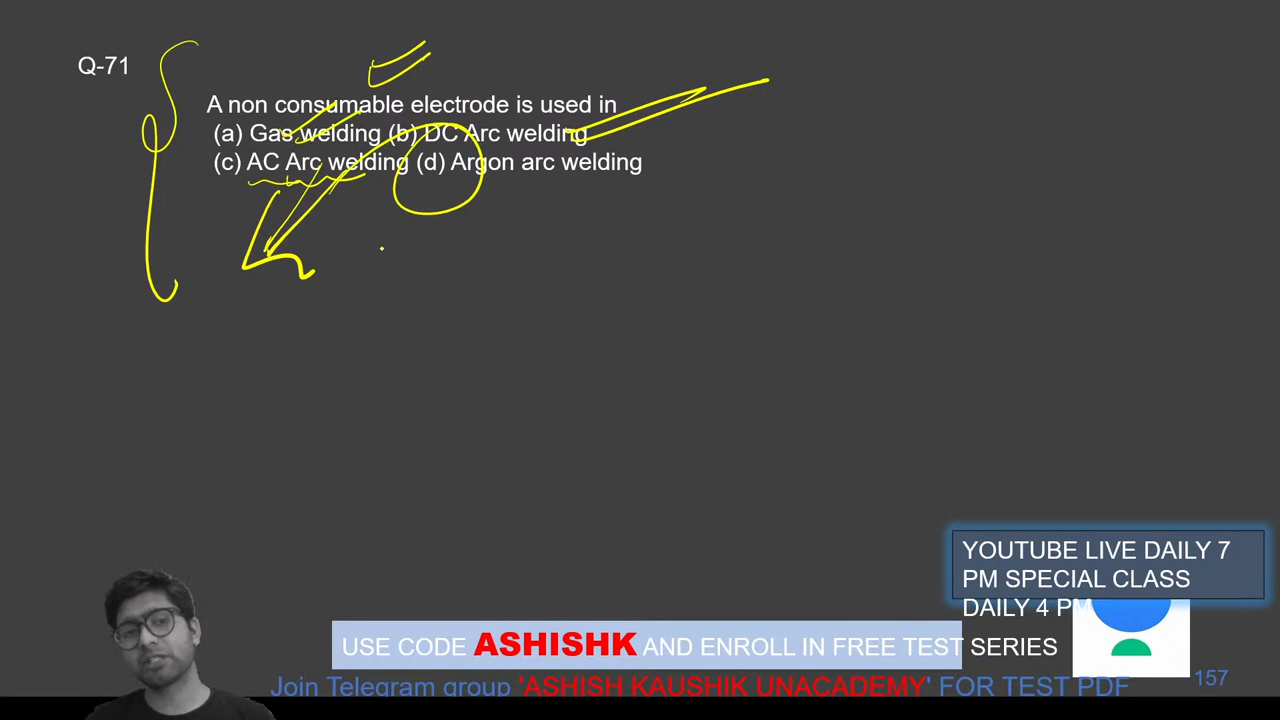 Q-71
A non consumable electrode is used in
(a) Gas welding (b) DC Arc welding
(c) AC Arc welding (d) Argon arc welding
YOUTUBE LIVE DAILY 7
PM SPECIAL CLASS
DAILY 4 PM
USE CODE ASHISHK AND ENROLL IN FREE TEST SERIES
Join Telegram group 'ASHISH KAUSHIK UNACADEMY' FOR TEST PDF
157